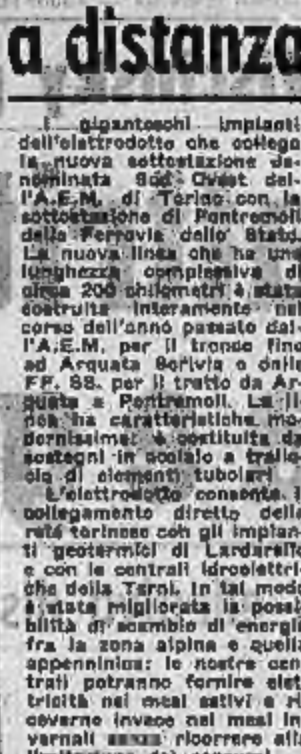 a distanza
I giganteschi impianti
dell'elettrodotto che collega
la nuova sottostazione de-
nominata Sud Ovest del-
l'A.E.M. di Torino con la
sottostazione di Pontremoli
delle Ferrovie dello Stato.
La nuova linea che ha una
lunghezza complessiva di
circa 200 chilometri è stata
costruita interamente nel
corso dell'anno passato dal-
l'A.E.M. per il tronco fino
ad Arquata Scrivia e dalle
FF. SS. per il tratto da Ar
quata a Pontremoli. La li
nea ha caratteristiche mo
dernissime: è costituita da
sostegni in acciaio a tralic
cio di elementi tubolari
L'elettrodotto consente i
collegamento diretto della
rete torinese con gli impian
ti geotermici di Lardarello
e con le centrali idroelettri
che della Terni. In tal modo
è stata migliorata la possi
bilità di scambio di energia
fra la zona alpina e quella
appenninica: le nostre cen
trali potranno fornire elet
tricità nei mesi estivi e ri
ceverne invece nei mesi in
vernali senza ricorrere all